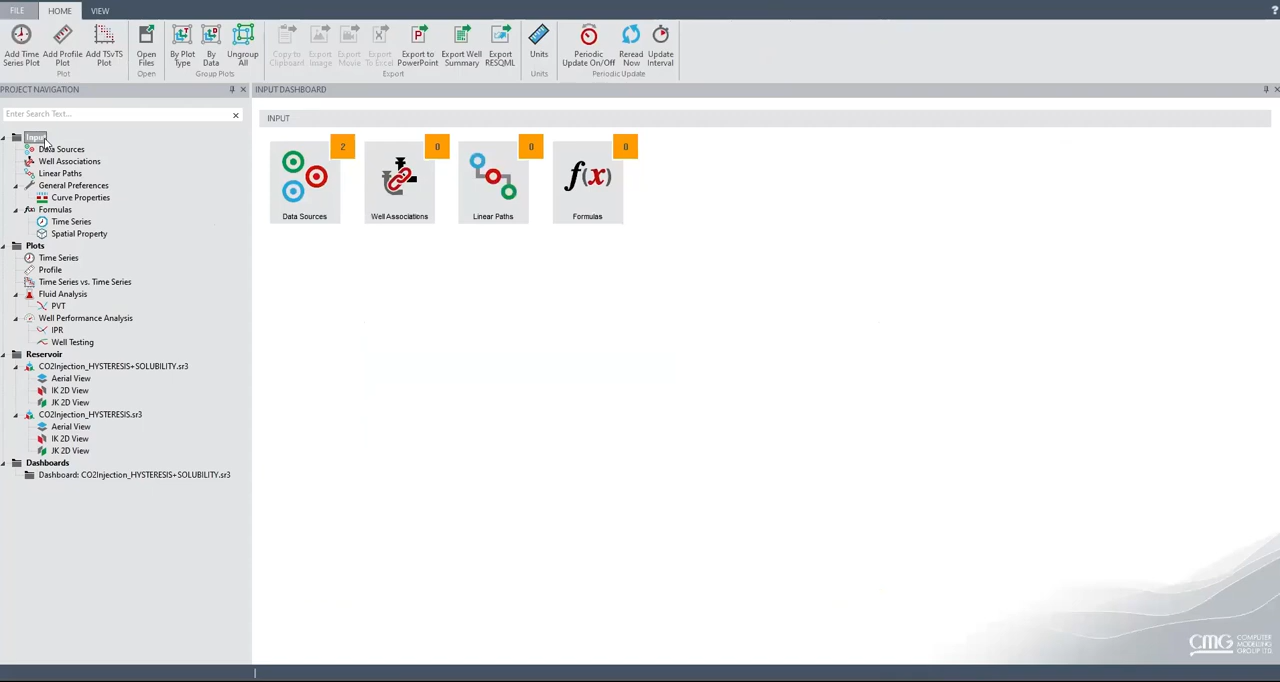 FILE HOME VIEW ?
Add Time Series Plot
Add Profile Plot
Add TSvTS Plot
Plot
Open Files
Open
By Plot Type
By Data
Ungroup All
Group Plots
Copy to Clipboard
Export Image
Export Movie
Export To Excel
Export to PowerPoint
Export Well Summary
Export RESQML
Export
Units
Units
Periodic Update On/Off
Reread Now
Update Interval
Periodic Update
PROJECT NAVIGATION
Enter Search Text...
Input
Data Sources
Well Associations
Linear Paths
General Preferences
Curve Properties
Formulas
Time Series
Spatial Property
Plots
Time Series
Profile
Time Series vs. Time Series
Fluid Analysis
PVT
Well Performance Analysis
IPR
Well Testing
Reservoir
CO2Injection_HYSTERESIS+SOLUBILITY.sr3
Aerial View
IK 2D View
JK 2D View
CO2Injection_HYSTERESIS.sr3
Aerial View
IK 2D View
JK 2D View
Dashboards
Dashboard: CO2Injection_HYSTERESIS+SOLUBILITY.sr3
INPUT DASHBOARD
INPUT
2
Data Sources
0
Well Associations
0
Linear Paths
0
f(x)
Formulas
CMG COMPUTER MODELLING GROUP LTD